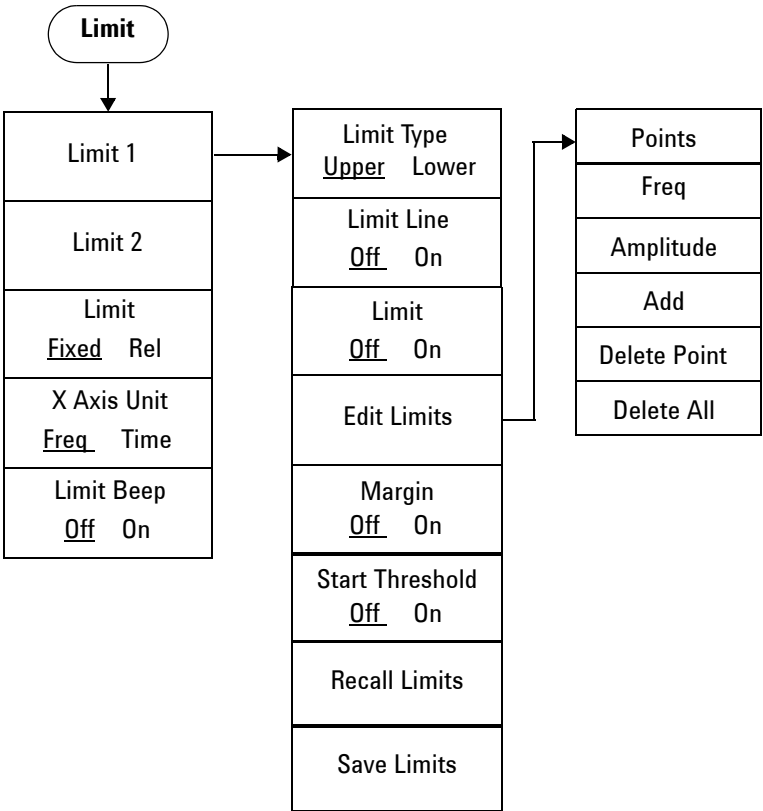 Limit
Limit 1
Limit 2
Limit
Fixed Rel
X Axis Unit
Freq Time
Limit Beep
Off On
Limit Type
Upper Lower
Limit Line
Off On
Limit
Off On
Edit Limits
Margin
Off On
Start Threshold
Off On
Recall Limits
Save Limits
Points
Freq
Amplitude
Add
Delete Point
Delete All